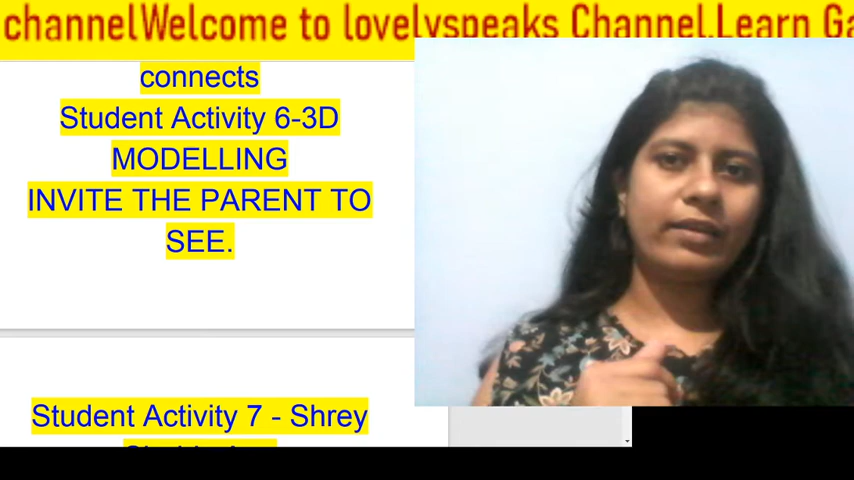 channelWelcome to lovelyspeaks Channel.Learn Ga
connects
Student Activity 6-3D
MODELLING
INVITE THE PARENT TO
SEE.
Student Activity 7 - Shrey